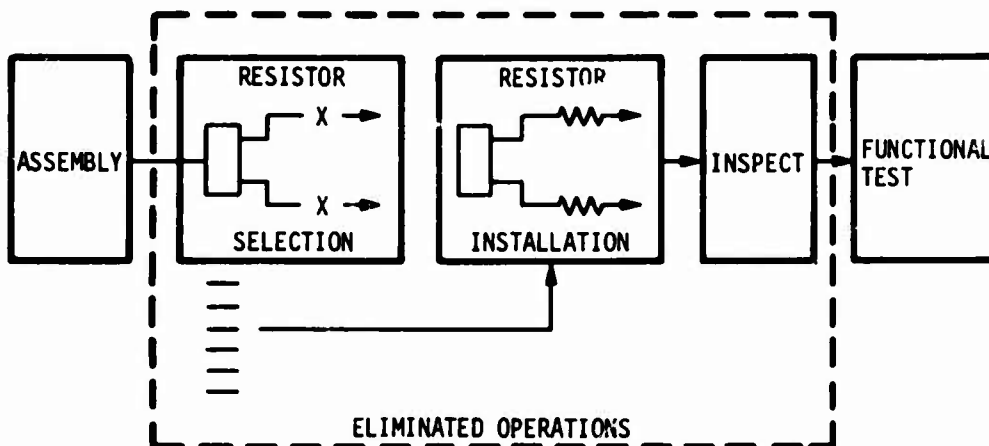 ASSEMBLY
RESISTOR
X
X
SELECTION
RESISTOR
INSTALLATION
INSPECT
FUNCTIONAL
TEST
ELIMINATED OPERATIONS